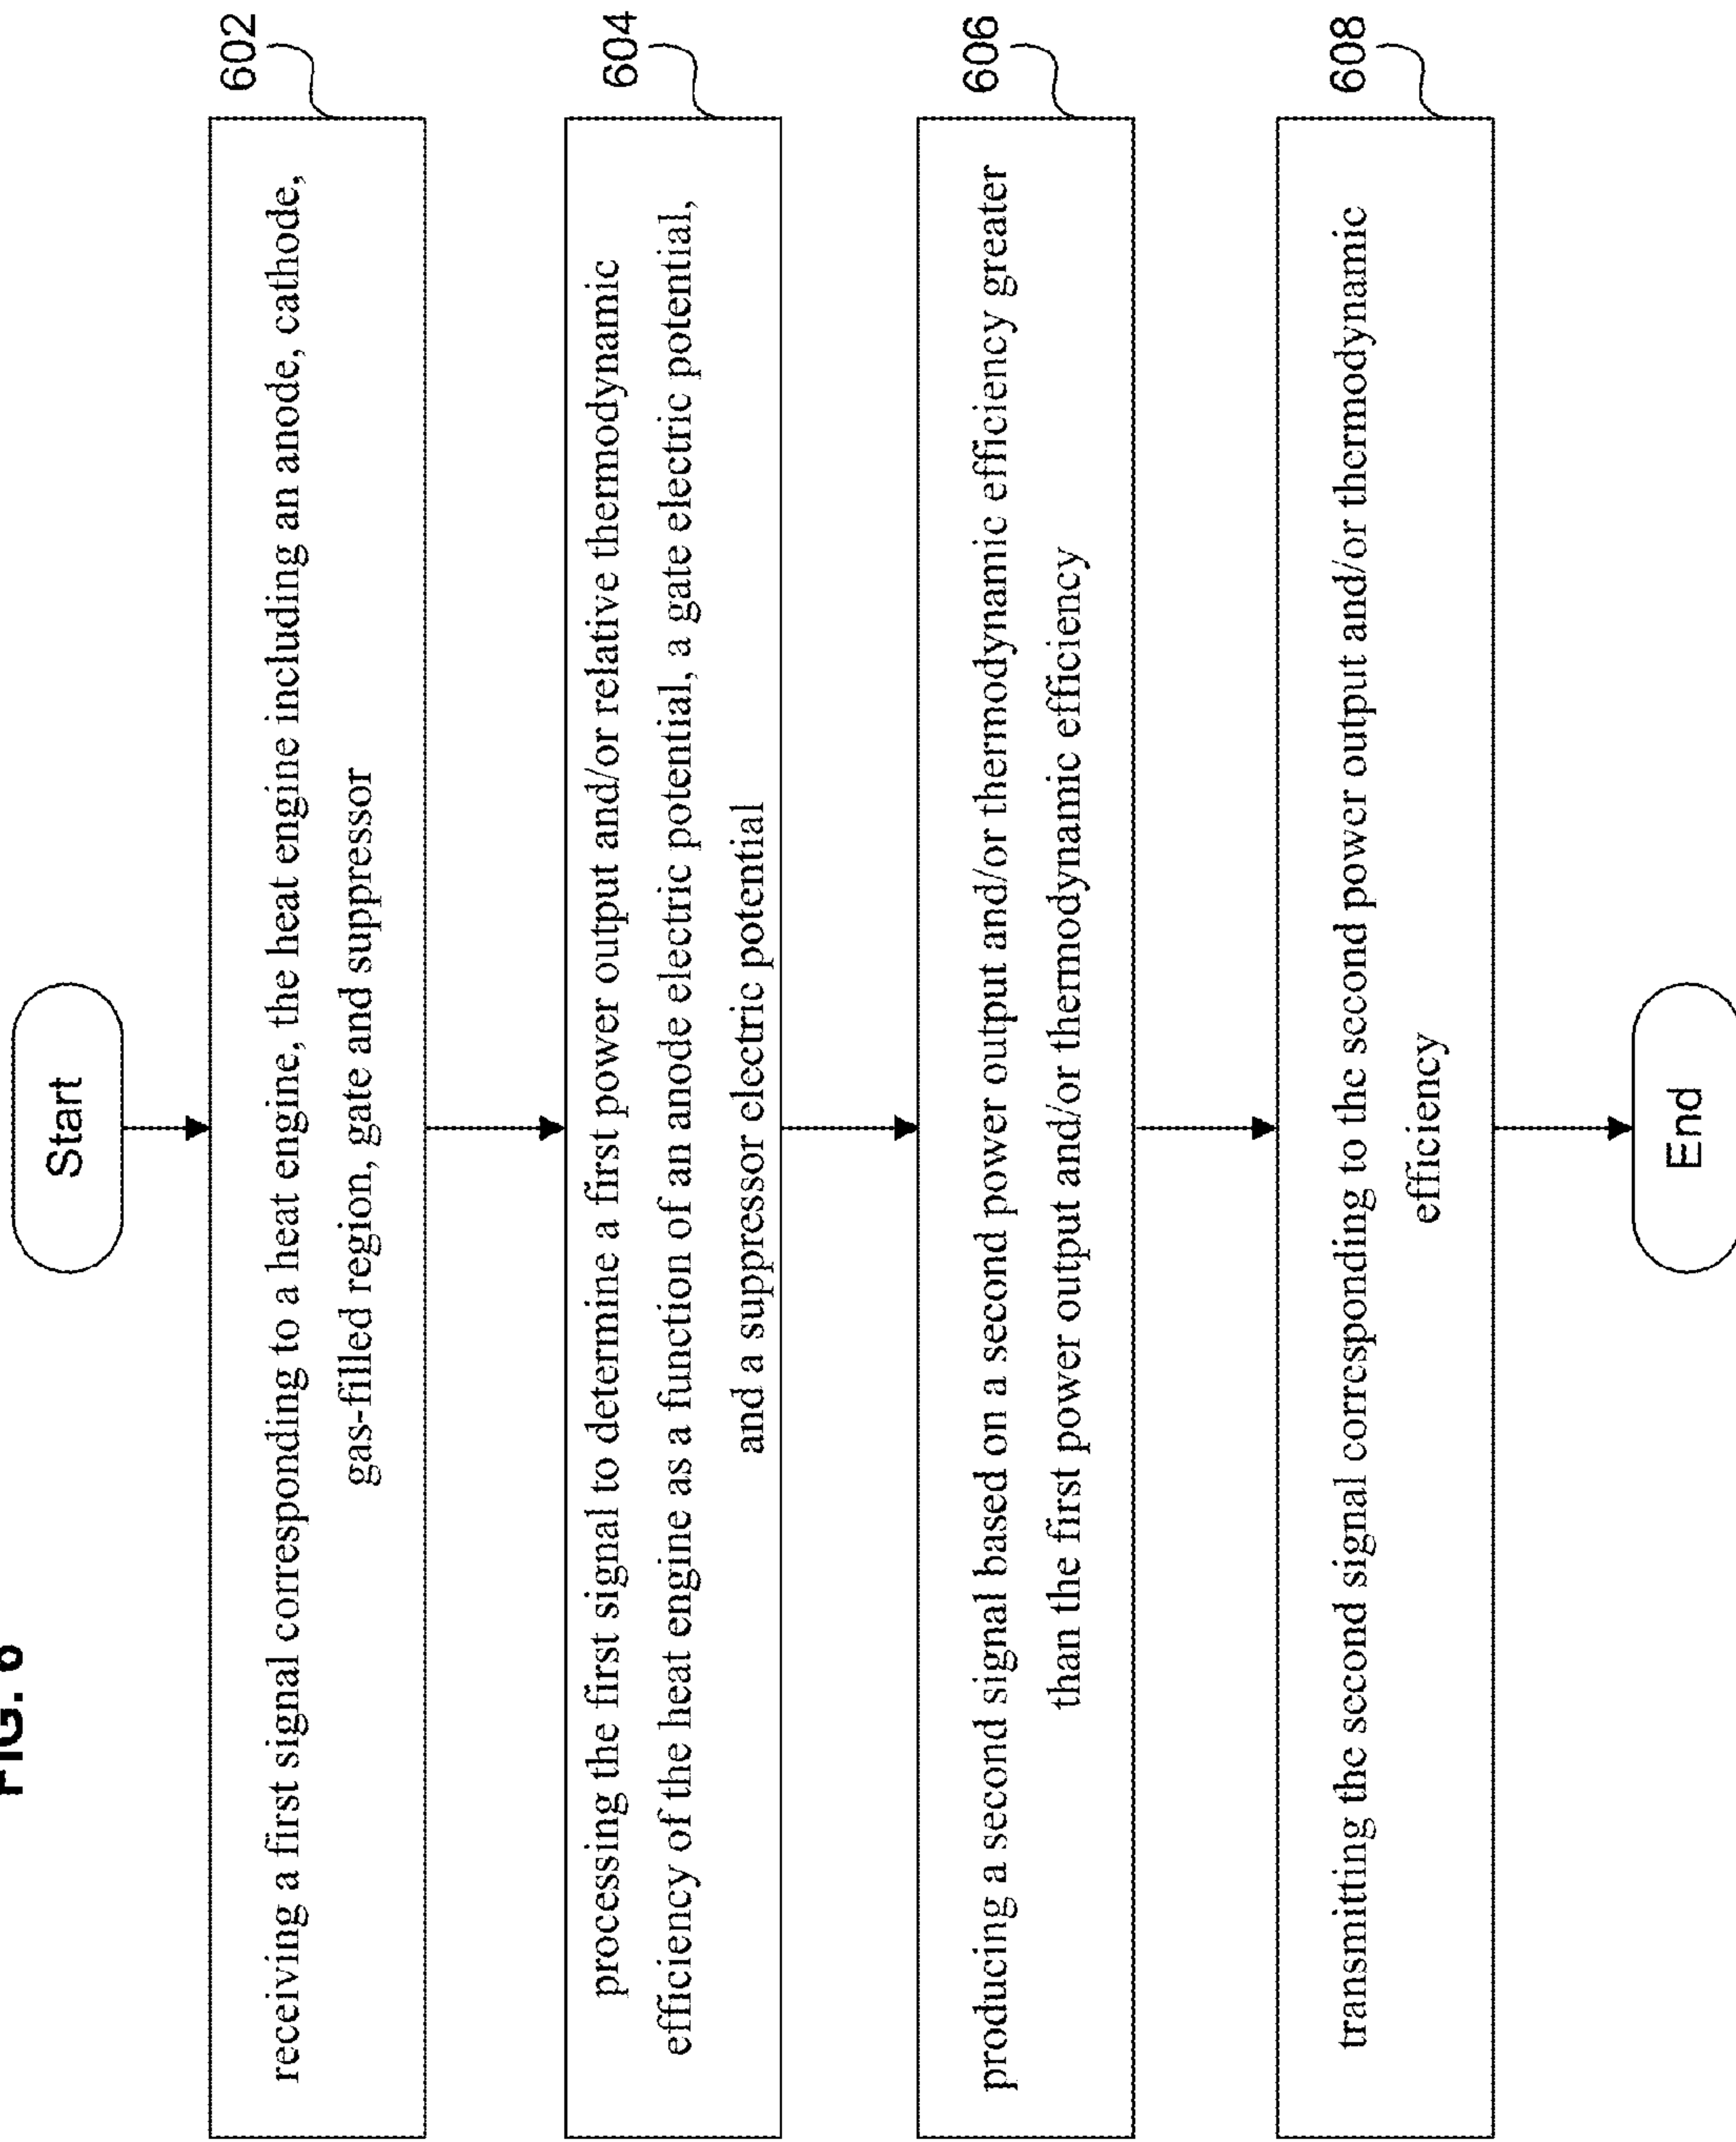 FIG. 6
Start
602
receiving a first signal corresponding to a heat engine, the heat engine including an anode, cathode,
gas-filled region, gate and suppressor
604
processing the first signal to determine a first power output and/or relative thermodynamic
efficiency of the heat engine as a function of an anode electric potential, a gate electric potential,
and a suppressor electric potential
606
producing a second signal based on a second power output and/or thermodynamic efficiency greater
than the first power output and/or thermodynamic efficiency
608
transmitting the second signal corresponding to the second power output and/or thermodynamic
efficiency
End